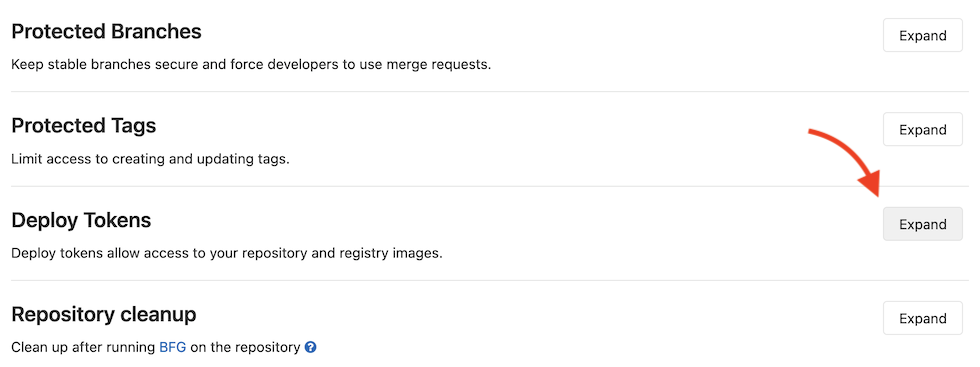 Protected Branches
Expand
Keep stable branches secure and force developers to use merge requests.
Protected Tags
Expand
Limit access to creating and updating tags.
Deploy Tokens
Expand
Deploy tokens allow access to your repository and registry images.
Repository cleanup
Expand
Clean up after running BFG on the repository ?